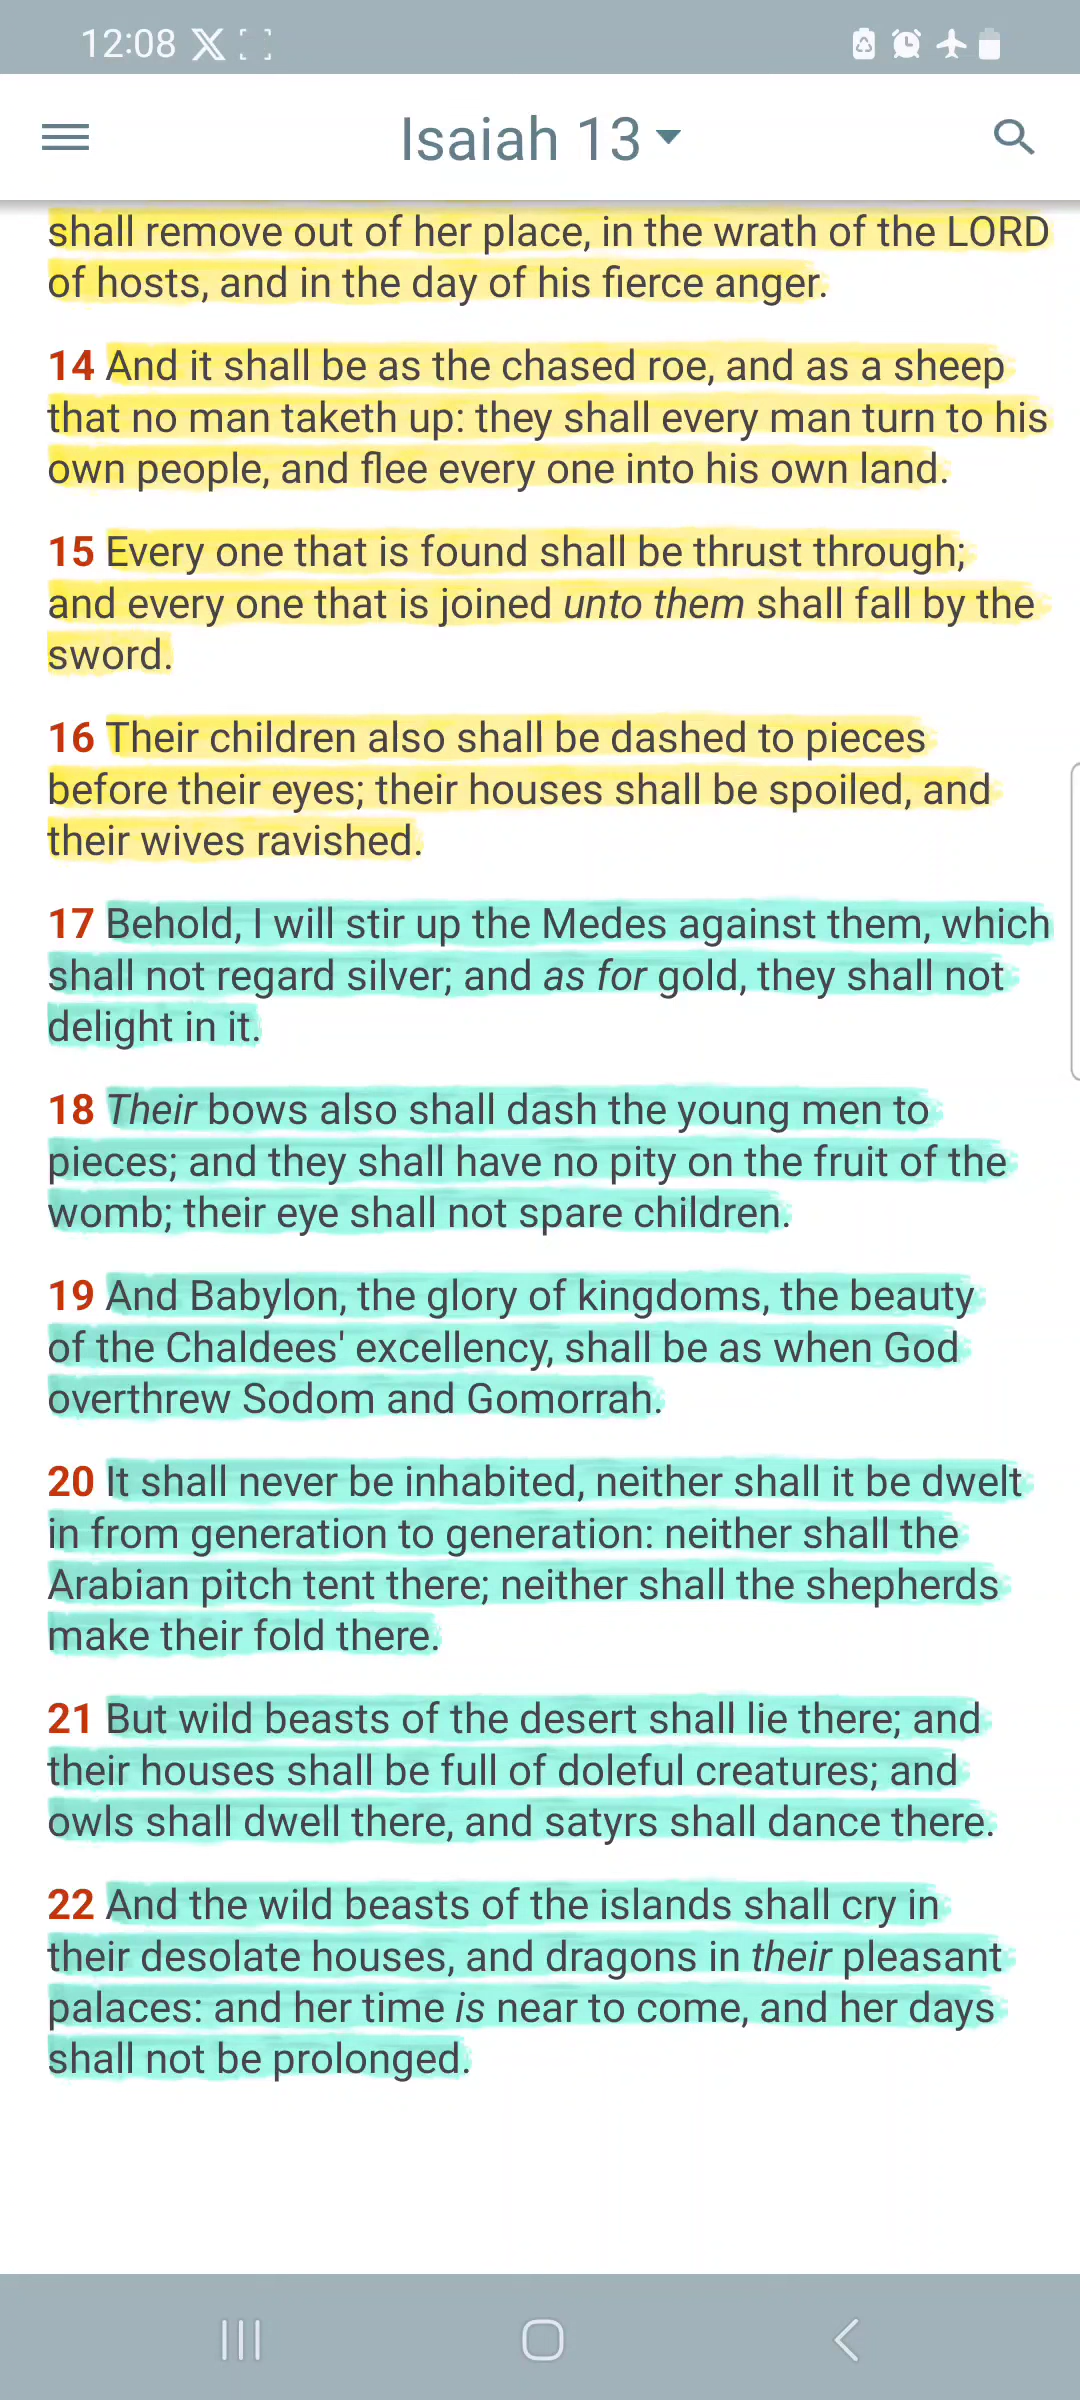 12:08
Isaiah 13
shall remove out of her place, in the wrath of the LORD
of hosts, and in the day of his fierce anger.
14 And it shall be as the chased roe, and as a sheep
that no man taketh up: they shall every man turn to his
own people, and flee every one into his own land.
15 Every one that is found shall be thrust through;
and every one that is joined unto them shall fall by the
sword.
16 Their children also shall be dashed to pieces
before their eyes; their houses shall be spoiled, and
their wives ravished.
17 Behold, I will stir up the Medes against them, which
shall not regard silver; and as for gold, they shall not
delight in it.
18 Their bows also shall dash the young men to
pieces; and they shall have no pity on the fruit of the
womb; their eye shall not spare children.
19 And Babylon, the glory of kingdoms, the beauty
of the Chaldees' excellency, shall be as when God
overthrew Sodom and Gomorrah.
20 It shall never be inhabited, neither shall it be dwelt
in from generation to generation: neither shall the
Arabian pitch tent there; neither shall the shepherds
make their fold there.
21 But wild beasts of the desert shall lie there; and
their houses shall be full of doleful creatures; and
owls shall dwell there, and satyrs shall dance there.
22 And the wild beasts of the islands shall cry in
their desolate houses, and dragons in their pleasant
palaces: and her time is near to come, and her days
shall not be prolonged.